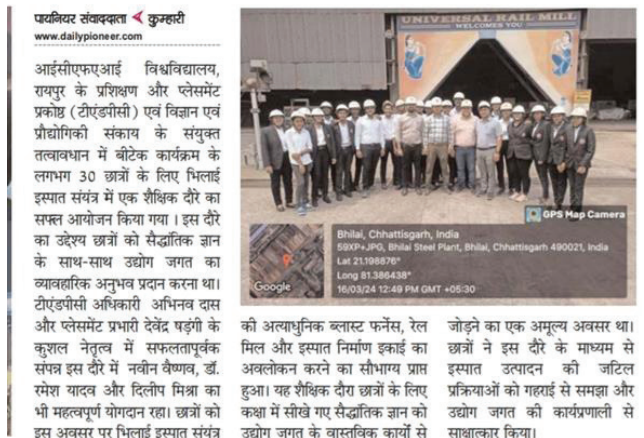 पायनियर संवाददाता कुम्हारी
www.dailypioneer.com
आईसीएफएआई विश्वविद्यालय,
रायपुर के प्रशिक्षण और प्लेसमेंट
प्रकोष्ठ (टीएंडपीसी) एवं विज्ञान एवं
प्रौद्योगिकी संकाय के संयुक्त
तत्वावधान में बीटेक कार्यक्रम के
लगभग 30 छात्रों के लिए भिलाई
इस्पात संयंत्र में एक शैक्षिक दौरे का
सफल आयोजन किया गया । इस दौरे
का उद्देश्य छात्रों को सैद्धांतिक ज्ञान
के साथ-साथ उद्योग जगत का
व्यावहारिक अनुभव प्रदान करना था।
टीएंडपीसी अधिकारी अभिनव दास
और प्लेसमेंट प्रभारी देवेंद्र षड़ंगी के
कुशल नेतृत्व में सफलतापूर्वक
संपन्न इस दौरे में नवीन वैष्णव, डॉ.
रमेश यादव और दिलीप मिश्रा का
भी महत्वपूर्ण योगदान रहा। छात्रों को
इस अवसर पर भिलाई इस्पात संयंत्र
UNIVERSAL RAIL MILL
WELCOMES YOU
GPS Map Camera
Bhilai, Chhattisgarh, India
59XP+JPG, Bhilai Steel Plant, Bhilai, Chhattisgarh 490021, India
Lat 21.198876°
Long 81.386438°
16/03/24 12:49 PM GMT +05:30
Google
की अत्याधुनिक ब्लास्ट फर्नेस, रेल
मिल और इस्पात निर्माण इकाई का
अवलोकन करने का सौभाग्य प्राप्त
हुआ। यह शैक्षिक दौरा छात्रों के लिए
कक्षा में सीखे गए सैद्धांतिक ज्ञान को
उद्योग जगत के वास्तविक कार्यों से
जोड़ने का एक अमूल्य अवसर था।
छात्रों ने इस दौरे के माध्यम से
इस्पात उत्पादन की जटिल
प्रक्रियाओं को गहराई से समझा और
उद्योग जगत की कार्यप्रणाली से
साक्षात्कार किया।